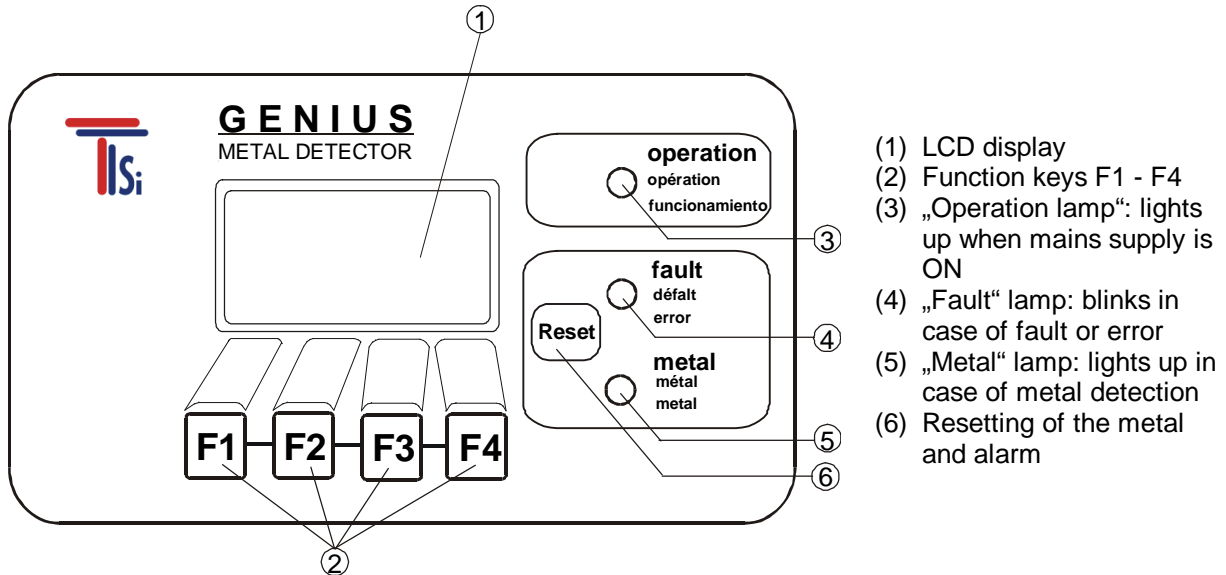 1
G E N I U S
METAL DETECTOR
TTSi
operation
opération
funcionamiento
3
fault
défalt
error
Reset
4
metal
métal
metal
5
6
F1 F2 F3 F4
2
(1) LCD display
(2) Function keys F1 - F4
(3) „Operation lamp“: lights
up when mains supply is
ON
(4) „Fault“ lamp: blinks in
case of fault or error
(5) „Metal“ lamp: lights up in
case of metal detection
(6) Resetting of the metal
and alarm